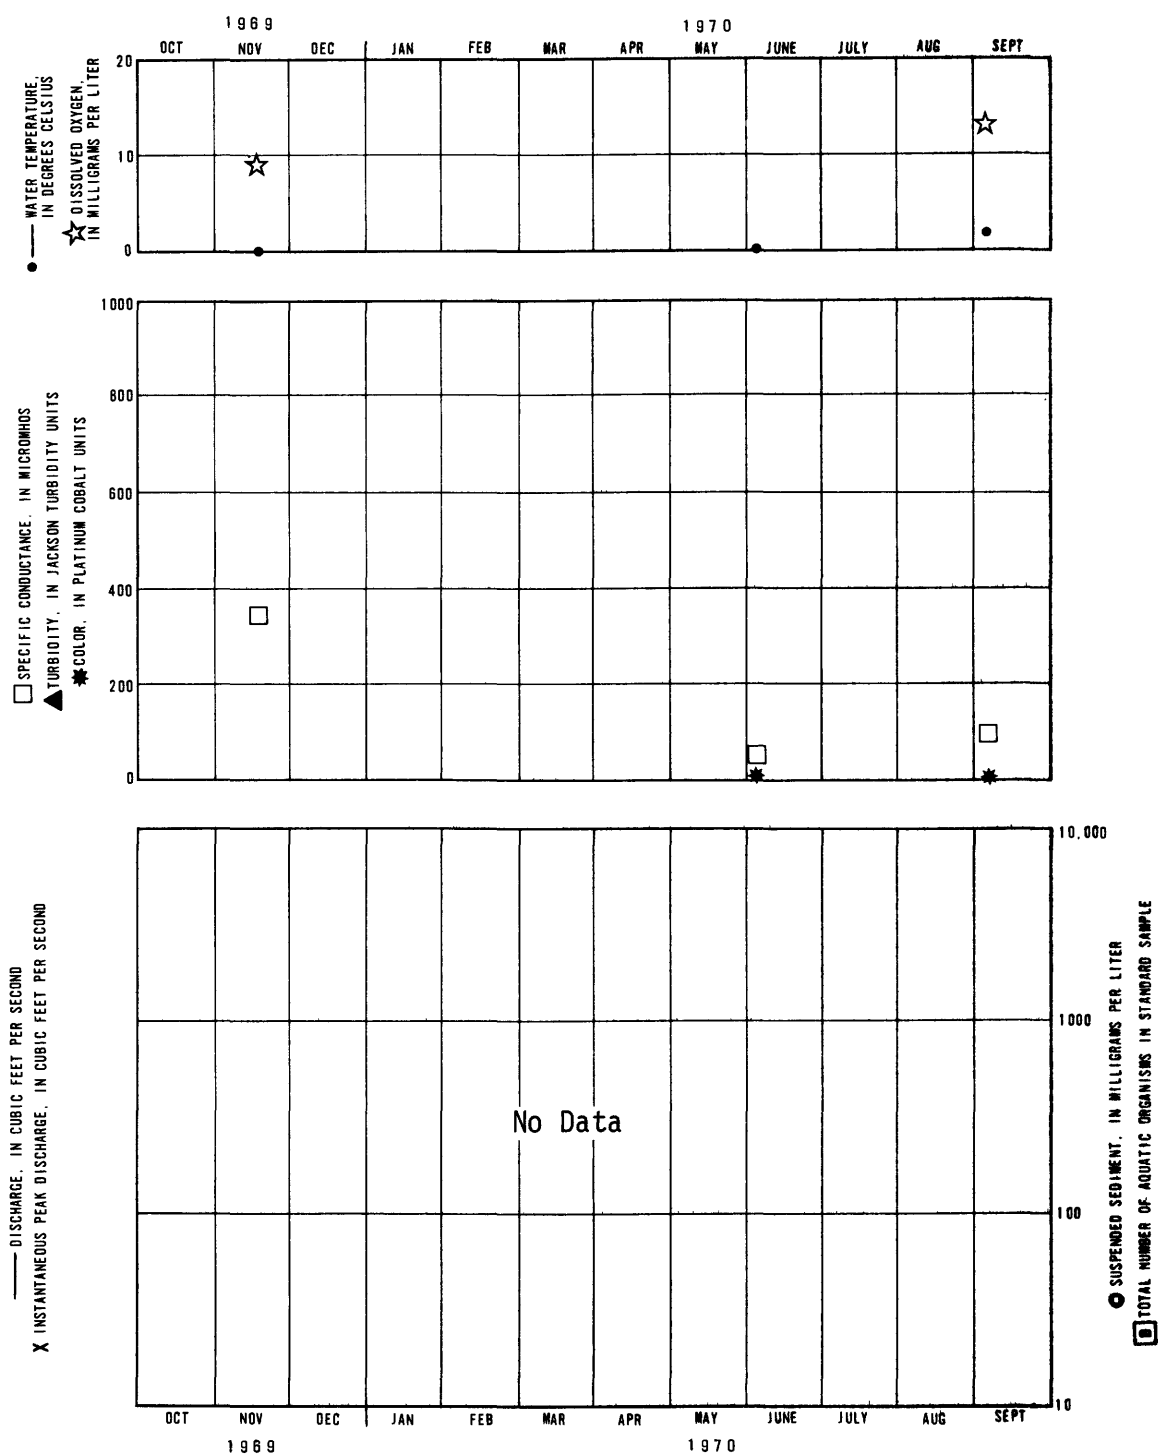 1969
1970
OCT NOV DEC JAN FEB MAR APR MAY JUNE JULY AUG SEPT
WATER TEMPERATURE,
IN DEGREES CELSIUS
DISSOLVED OXYGEN,
IN MILLIGRAMS PER LITER
20
10
0
SPECIFIC CONDUCTANCE, IN MICROMHOS
TURBIDITY, IN JACKSON TURBIDITY UNITS
COLOR, IN PLATINUM COBALT UNITS
1000
800
600
400
200
0
DISCHARGE, IN CUBIC FEET PER SECOND
X INSTANTANEOUS PEAK DISCHARGE, IN CUBIC FEET PER SECOND
No Data
10,000
1000
100
10
SUSPENDED SEDIMENT, IN MILLIGRAMS PER LITER
B TOTAL NUMBER OF AQUATIC ORGANISMS IN STANDARD SAMPLE
OCT NOV DEC JAN FEB MAR APR MAY JUNE JULY AUG SEPT
1969
1970